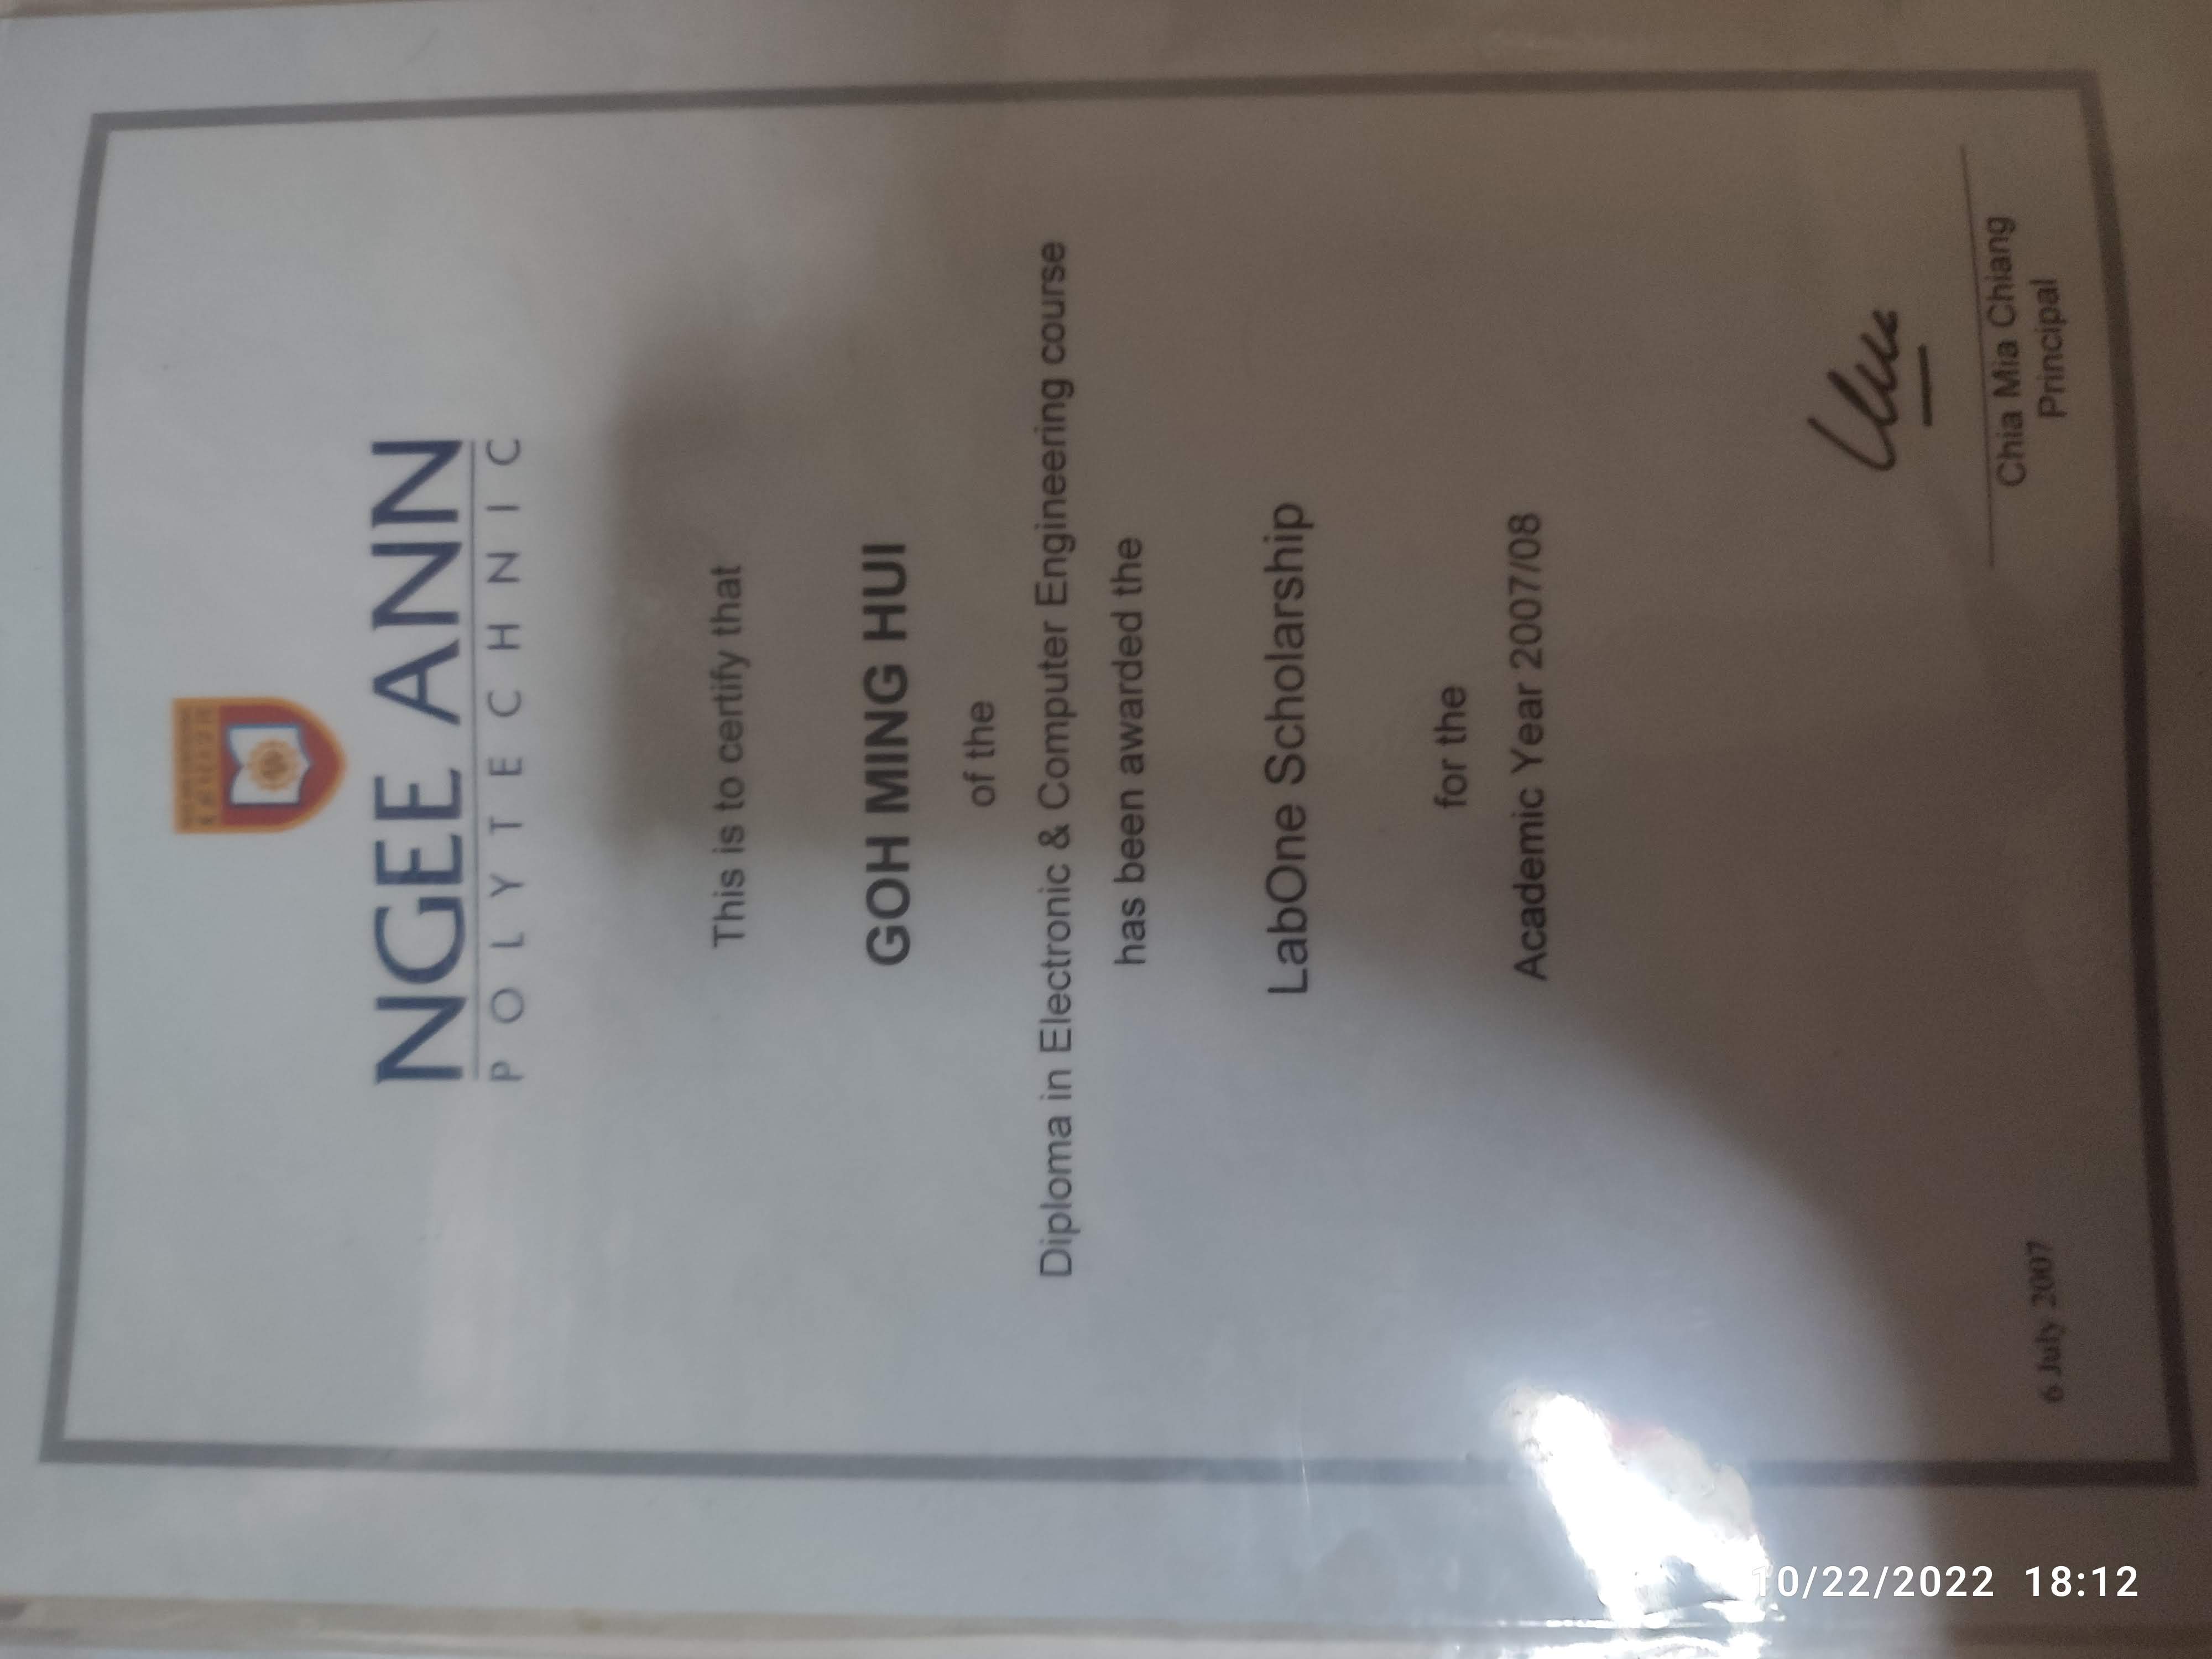 NGEE ANN
POLYTECHNIC
This is to certify that
GOH MING HUI
of the
Diploma in Electronic & Computer Engineering course
has been awarded the
LabOne Scholarship
for the
Academic Year 2007/08
Chia Mia Chiang
Principal
6 July 2007
10/22/2022 18:12